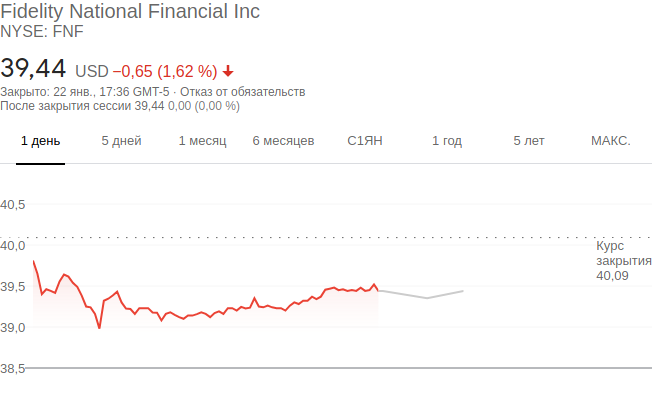 Fidelity National Financial Inc
NYSE: FNF
39,44 USD −0,65 (1,62 %)
Закрыто: 22 янв., 17:36 GMT-5 · Отказ от обязательств
После закрытия сессии 39,44 0,00 (0,00 %)
1 день 5 дней 1 месяц 6 месяцев С1ЯН 1 год 5 лет МАКС.
40,5
40,0
Курс
закрытия
40,09
39,5
39,0
38,5